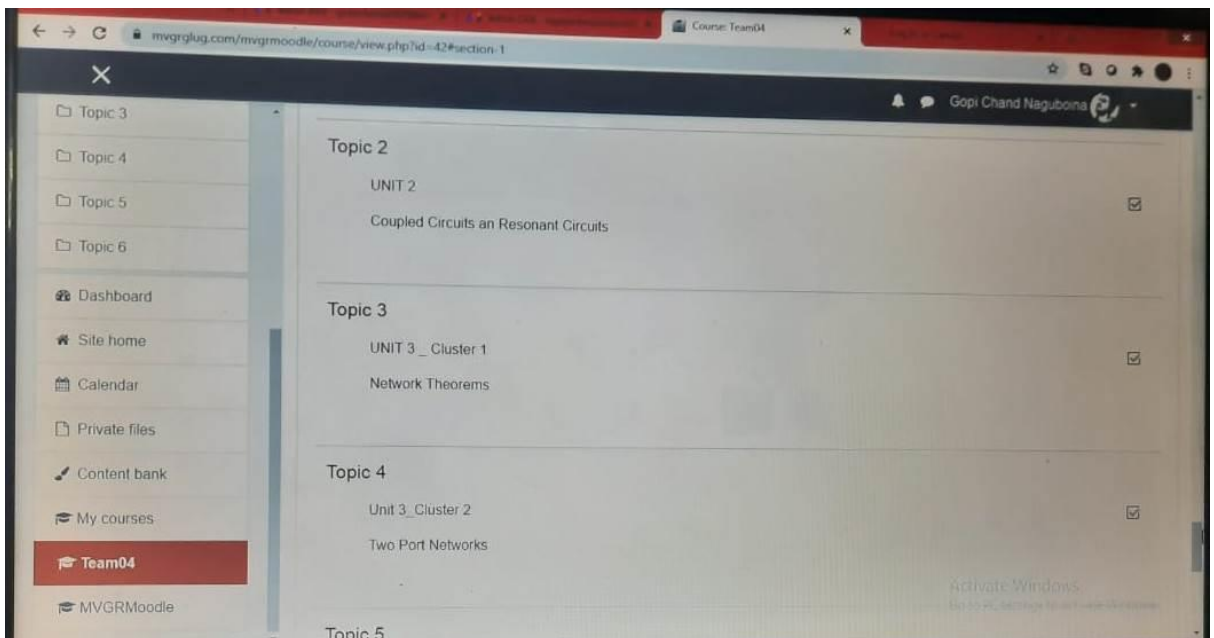 Course: Team04
mvgrglug.com/mvgrmoodle/course/view.php?id=42#section-1
Gopi Chand Naguboina
Topic 3
Topic 4
Topic 5
Topic 6
Dashboard
Site home
Calendar
Private files
Content bank
My courses
Team04
MVGRMoodle
Topic 2
UNIT 2
Coupled Circuits an Resonant Circuits
Topic 3
UNIT 3 _ Cluster 1
Network Theorems
Topic 4
Unit 3_Cluster 2
Two Port Networks
Topic 5
Activate Windows